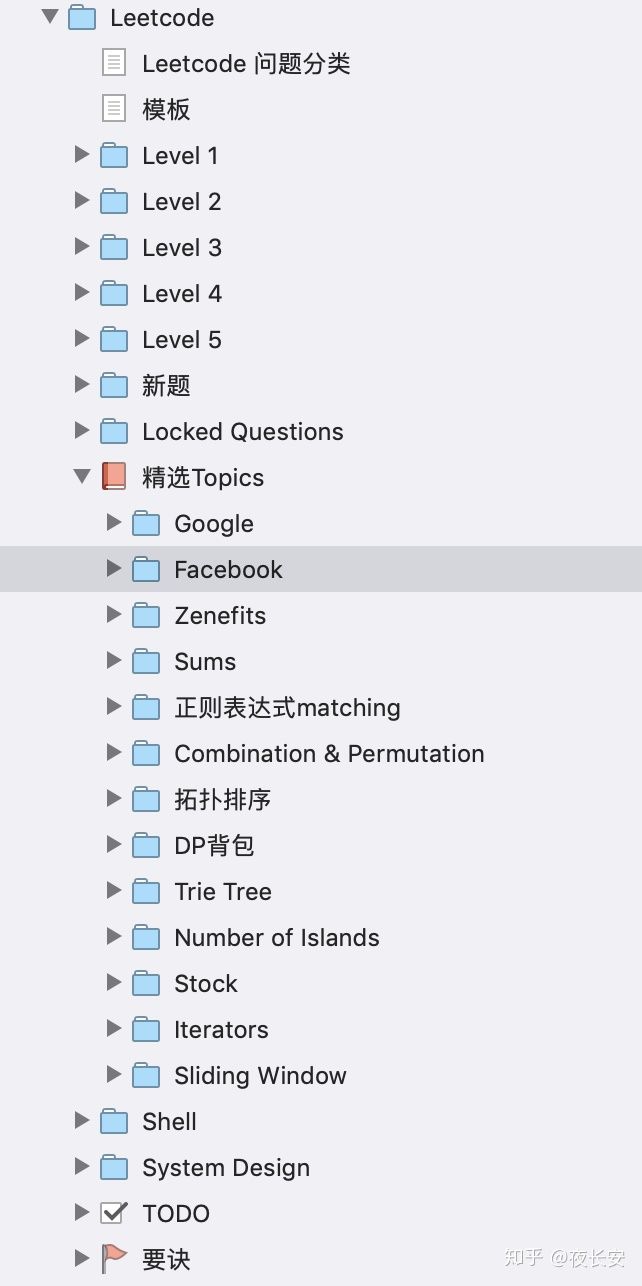 Leetcode
Leetcode 问题分类
模板
Level 1
Level 2
Level 3
Level 4
Level 5
新题
Locked Questions
精选Topics
Google
Facebook
Zenefits
Sums
正则表达式matching
Combination & Permutation
拓扑排序
DP背包
Trie Tree
Number of Islands
Stock
Iterators
Sliding Window
Shell
System Design
TODO
要诀
知乎 @夜长安